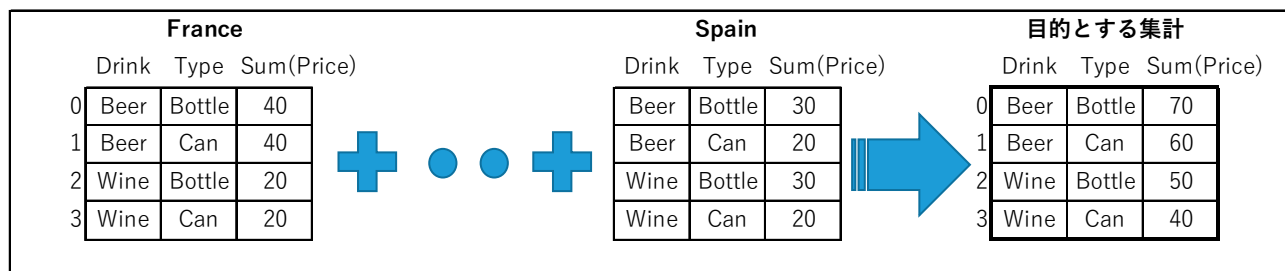 France Spain 目的とする集計
Drink Type Sum(Price) Drink Type Sum(Price) Drink Type Sum(Price)
0 Beer Bottle 40 Beer Bottle 30 0 Beer Bottle 70
1 Beer Can 40 Beer Can 20 1 Beer Can 60
2 Wine Bottle 20 Wine Bottle 30 2 Wine Bottle 50
3 Wine Can 20 Wine Can 20 3 Wine Can 40